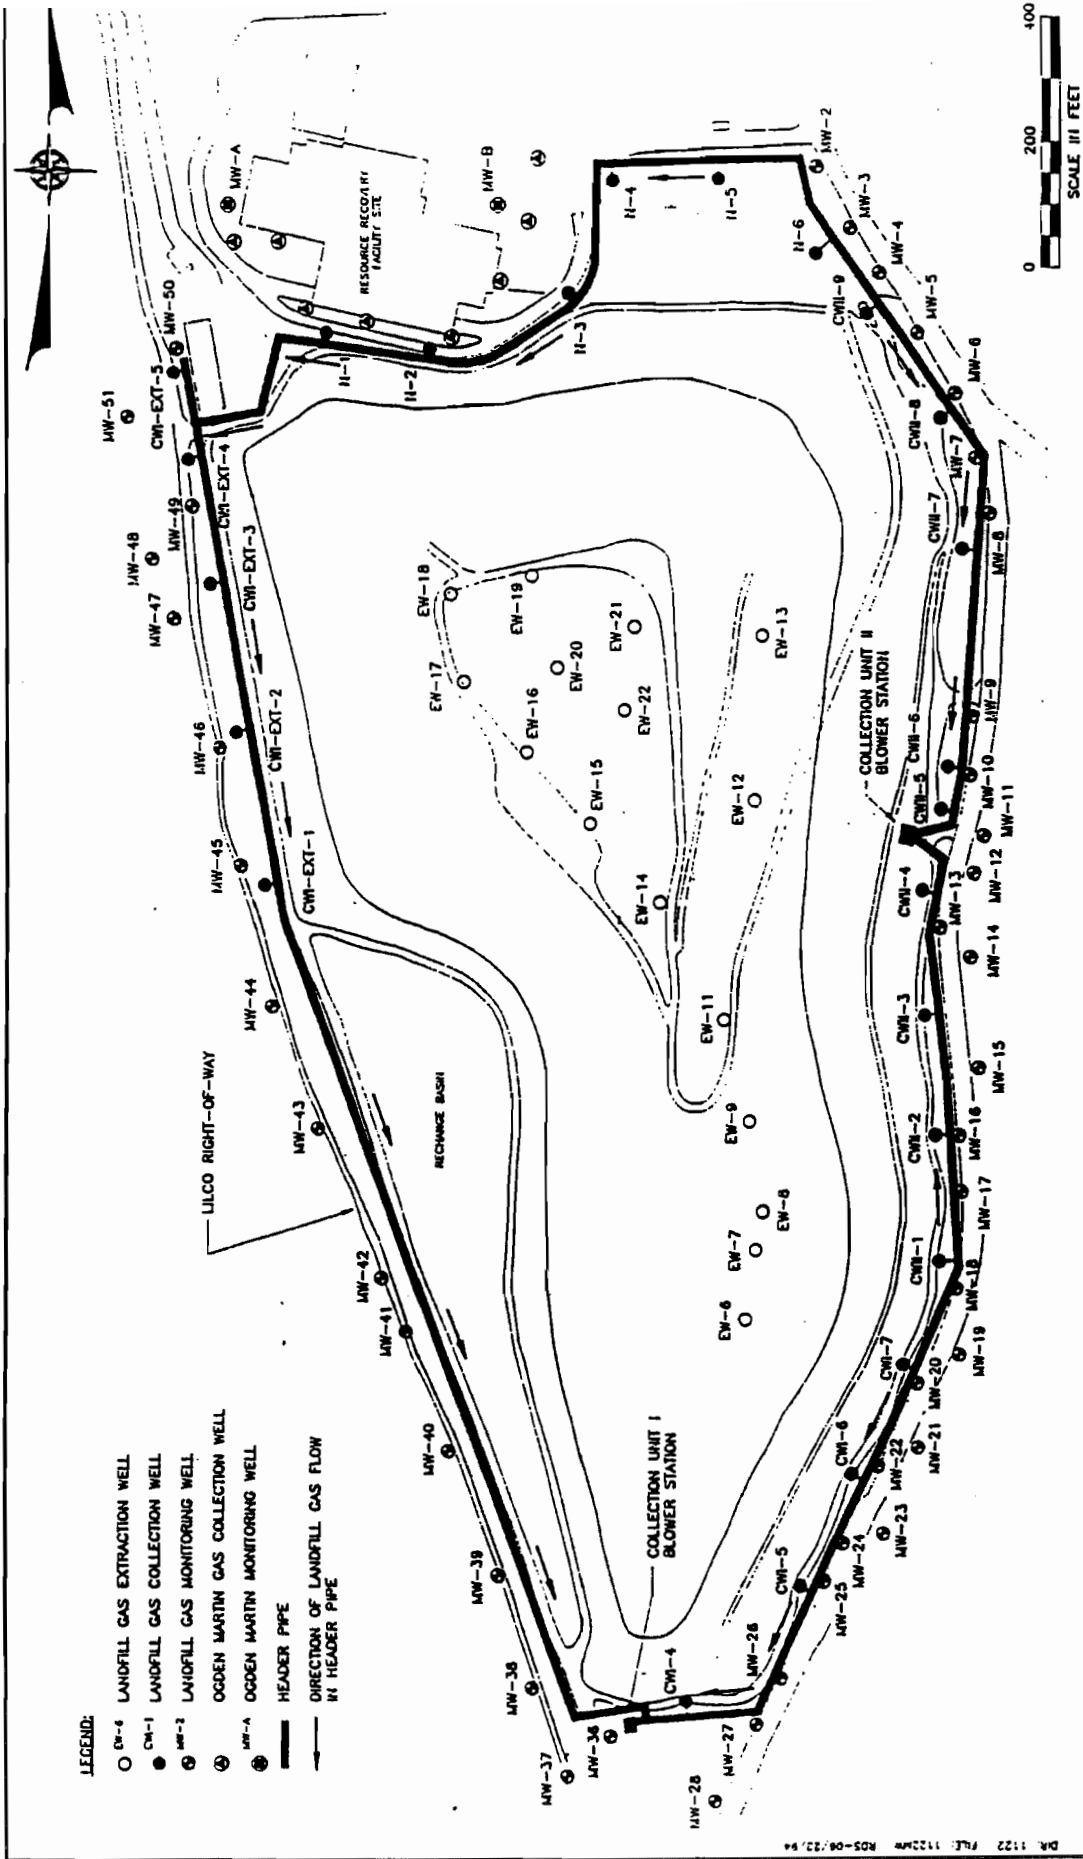 LEGEND:
EW-6 LANDFILL GAS EXTRACTION WELL
CW-1 LANDFILL GAS COLLECTION WELL
MW-2 LANDFILL GAS MONITORING WELL
OGDEN MARTIN GAS COLLECTION WELL
MW-A OGDEN MARTIN MONITORING WELL
HEADER PIPE
DIRECTION OF LANDFILL GAS FLOW
IN HEADER PIPE
LILCO RIGHT-OF-WAY
MW-37
MW-36
MW-38
MW-39
MW-40
MW-41
MW-42
MW-43
MW-44
MW-45
MW-46
MW-47
MW-48
MW-49
MW-51
MW-50
CWI-EXT-1
CWI-EXT-2
CWI-EXT-3
CWI-EXT-4
CWI-EXT-5
MW-A
RESOURCE RECOVERY
FACILITY SITE
MW-B
N-1
N-2
N-3
N-4
N-5
N-6
RECHANGE BASIN
EW-6
EW-7
EW-8
EW-9
EW-11
EW-12
EW-13
EW-14
EW-15
EW-16
EW-17
EW-18
EW-19
EW-20
EW-21
EW-22
COLLECTION UNIT I
BLOWER STATION
COLLECTION UNIT II
BLOWER STATION
CWI-4
CWI-5
CWI-6
CWI-7
CWII-1
CWII-2
CWII-3
CWII-4
CWII-5
CWII-6
CWII-7
CWII-8
CWII-9
MW-28
MW-27
MW-26
MW-25
MW-24
MW-23
MW-22
MW-21
MW-20
MW-19
MW-18
MW-17
MW-16
MW-15
MW-14
MW-13
MW-12
MW-11
MW-10
MW-9
MW-8
MW-7
MW-6
MW-5
MW-4
MW-3
MW-2
0 200 400
SCALE IN FEET
DIR: 1122 FILE: 1122MW RDS-06/22/94